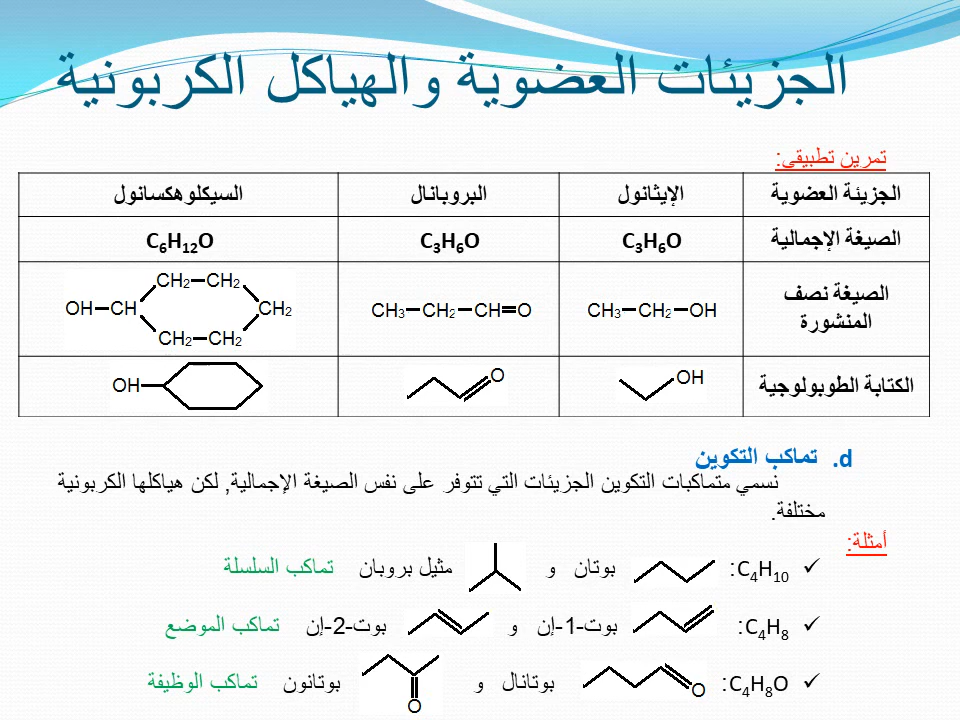 الجزيئات العضوية والهياكل الكربونية
تمرين تطبيقي:
الجزيئة العضوية الإيثانول البروبانال السيكلوهكسانول
الصيغة الإجمالية C3H6O C3H6O C6H12O
الصيغة نصف المنشورة CH3–CH2–OH CH3–CH2–CH=O OH–CH CH2–CH2 CH2 CH2–CH2
الكتابة الطوبولوجية OH O OH
d. تماكب التكوين
نسمي متماكبات التكوين الجزيئات التي تتوفر على نفس الصيغة الإجمالية, لكن هياكلها الكربونية
مختلفة.
أمثلة:
✓ C4H10: بوتان و مثيل بروبان تماكب السلسلة
✓ C4H8: بوت-1-إن و بوت-2-إن تماكب الموضع
✓ C4H8O: O بوتانال و O بوتانون تماكب الوظيفة